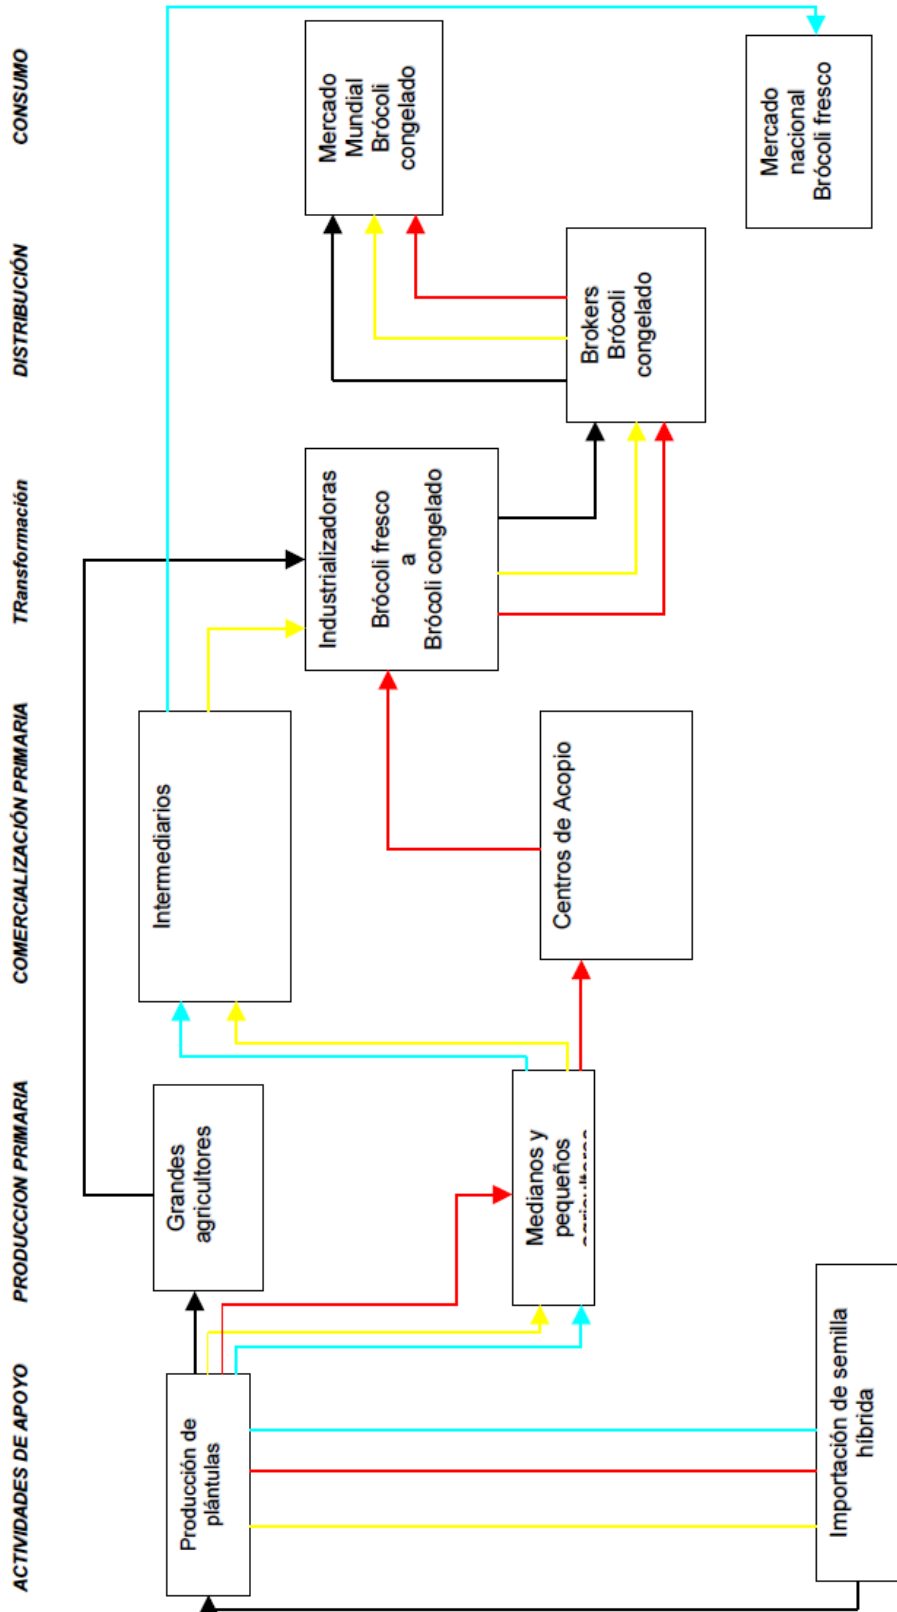 ACTIVIDADES DE APOYO
PRODUCCION PRIMARIA
COMERCIALIZACIÓN PRIMARIA
TRansformación
DISTRIBUCIÓN
CONSUMO
Producción de
plántulas
Importación de semilla
híbrida
Grandes
agricultores
Medianos y
pequeños
agricultores
Intermediarios
Centros de Acopio
Industrializadoras
Brócoli fresco
a
Brócoli congelado
Brokers
Brócoli
congelado
Mercado
Mundial
Brócoli
congelado
Mercado
nacional
Brócoli fresco